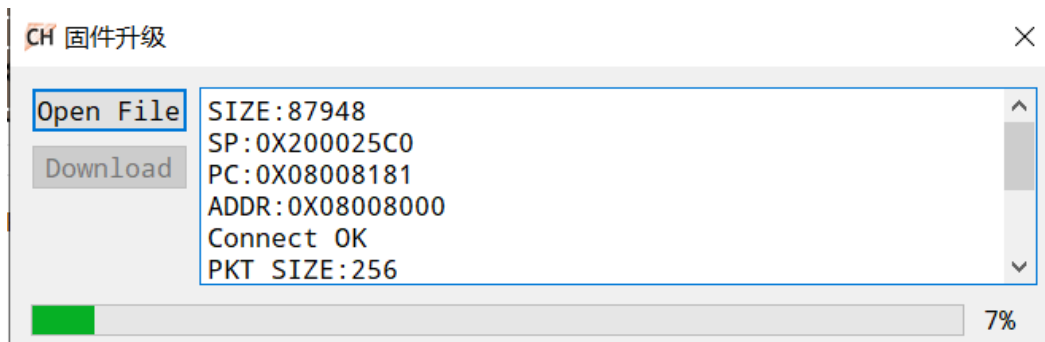 CH 固件升级
Open File
Download
SIZE:87948
SP:0X200025C0
PC:0X08008181
ADDR:0X08008000
Connect OK
PKT SIZE:256
7%